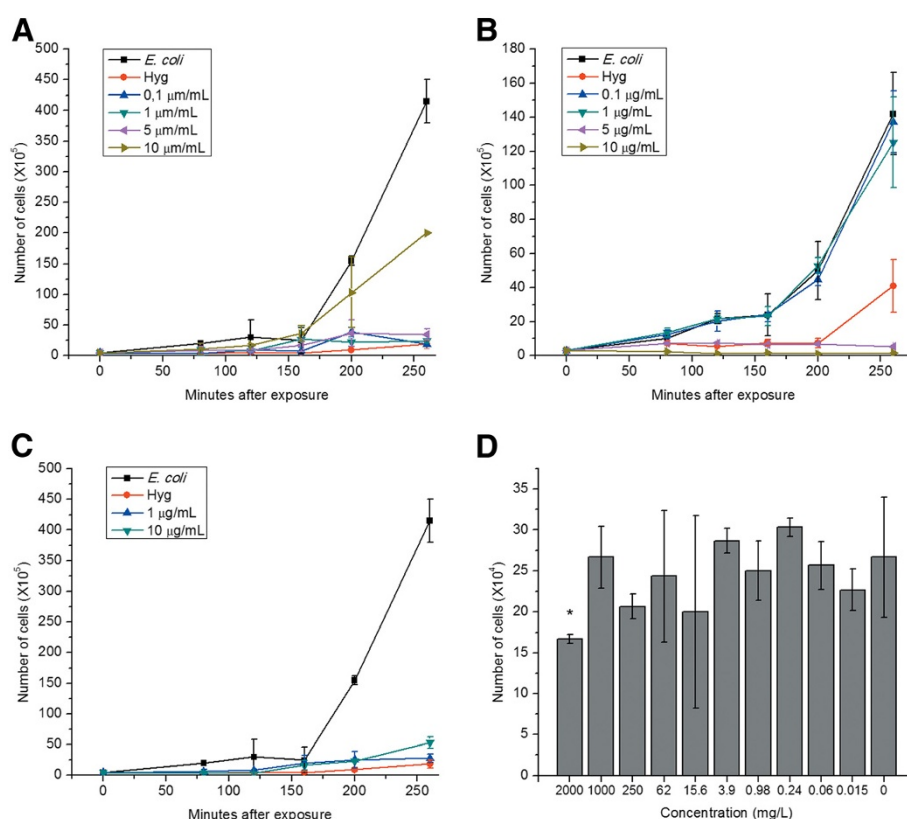 A
500
450
400
350
300
250
200
150
100
50
0
Number of cells (X10⁵)
E. coli
Hyg
0,1 µm/mL
1 µm/mL
5 µm/mL
10 µm/mL
0 50 100 150 200 250
Minutes after exposure
B
180
160
140
120
100
80
60
40
20
0
Number of cells (X10⁵)
E. coli
Hyg
0.1 µg/mL
1 µg/mL
5 µg/mL
10 µg/mL
0 50 100 150 200 250
Minutes after exposure
C
500
450
400
350
300
250
200
150
100
50
0
Number of cells (X10⁵)
E. coli
Hyg
1 µg/mL
10 µg/mL
0 50 100 150 200 250
Minutes after exposure
D
35
30
25
20
15
10
5
0
Number of cells (X10⁴)
*
2000 1000 250 62 15.6 3.9 0.98 0.24 0.06 0.015 0
Concentration (mg/L)